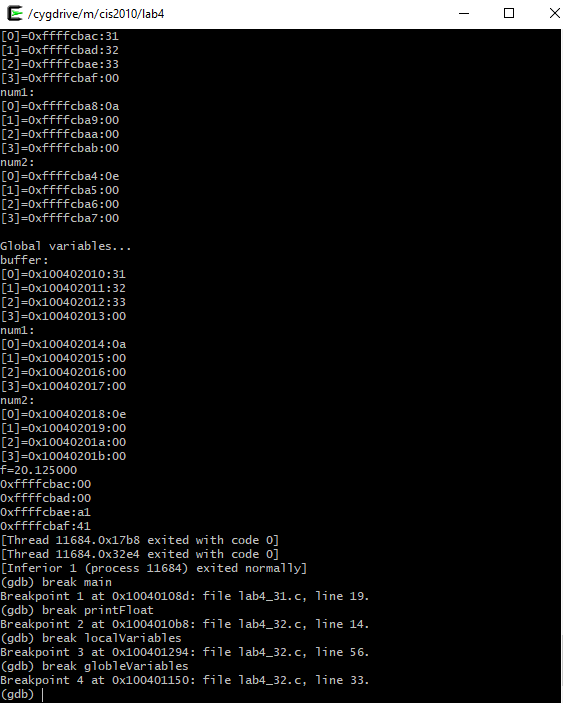 /cygdrive/m/cis2010/lab4
[0]=0xffffcbac:31
[1]=0xffffcbad:32
[2]=0xffffcbae:33
[3]=0xffffcbaf:00
num1:
[0]=0xffffcba8:0a
[1]=0xffffcba9:00
[2]=0xffffcbaa:00
[3]=0xffffcbab:00
num2:
[0]=0xffffcba4:0e
[1]=0xffffcba5:00
[2]=0xffffcba6:00
[3]=0xffffcba7:00
Global variables...
buffer:
[0]=0x100402010:31
[1]=0x100402011:32
[2]=0x100402012:33
[3]=0x100402013:00
num1:
[0]=0x100402014:0a
[1]=0x100402015:00
[2]=0x100402016:00
[3]=0x100402017:00
num2:
[0]=0x100402018:0e
[1]=0x100402019:00
[2]=0x10040201a:00
[3]=0x10040201b:00
f=20.125000
0xffffcbac:00
0xffffcbad:00
0xffffcbae:a1
0xffffcbaf:41
[Thread 11684.0x17b8 exited with code 0]
[Thread 11684.0x32e4 exited with code 0]
[Inferior 1 (process 11684) exited normally]
(gdb) break main
Breakpoint 1 at 0x10040108d: file lab4_31.c, line 19.
(gdb) break printFloat
Breakpoint 2 at 0x1004010b8: file lab4_32.c, line 14.
(gdb) break localVariables
Breakpoint 3 at 0x100401294: file lab4_32.c, line 56.
(gdb) break globleVariables
Breakpoint 4 at 0x100401150: file lab4_32.c, line 33.
(gdb)